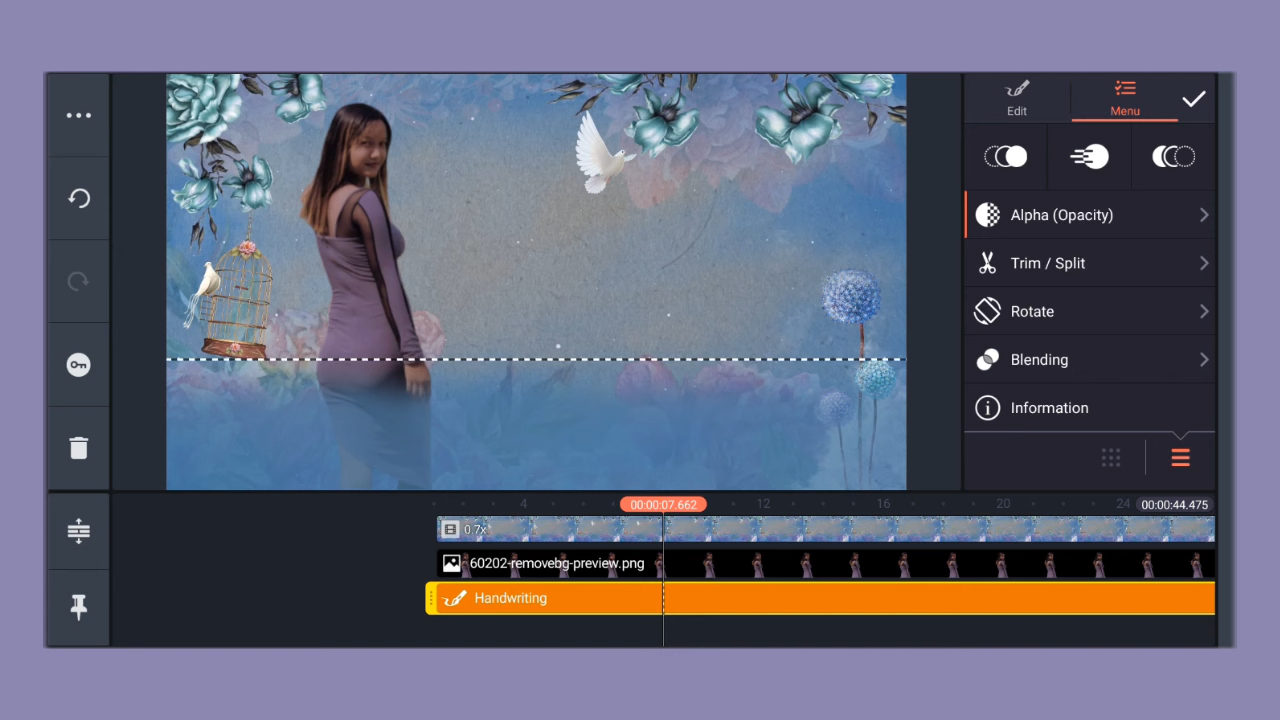 Edit
Menu
Alpha (Opacity)
Trim / Split
Rotate
Blending
Information
4
00:00:07.662
12
16
20
24
00:00:44.475
0.7x
60202-removebg-preview.png
Handwriting